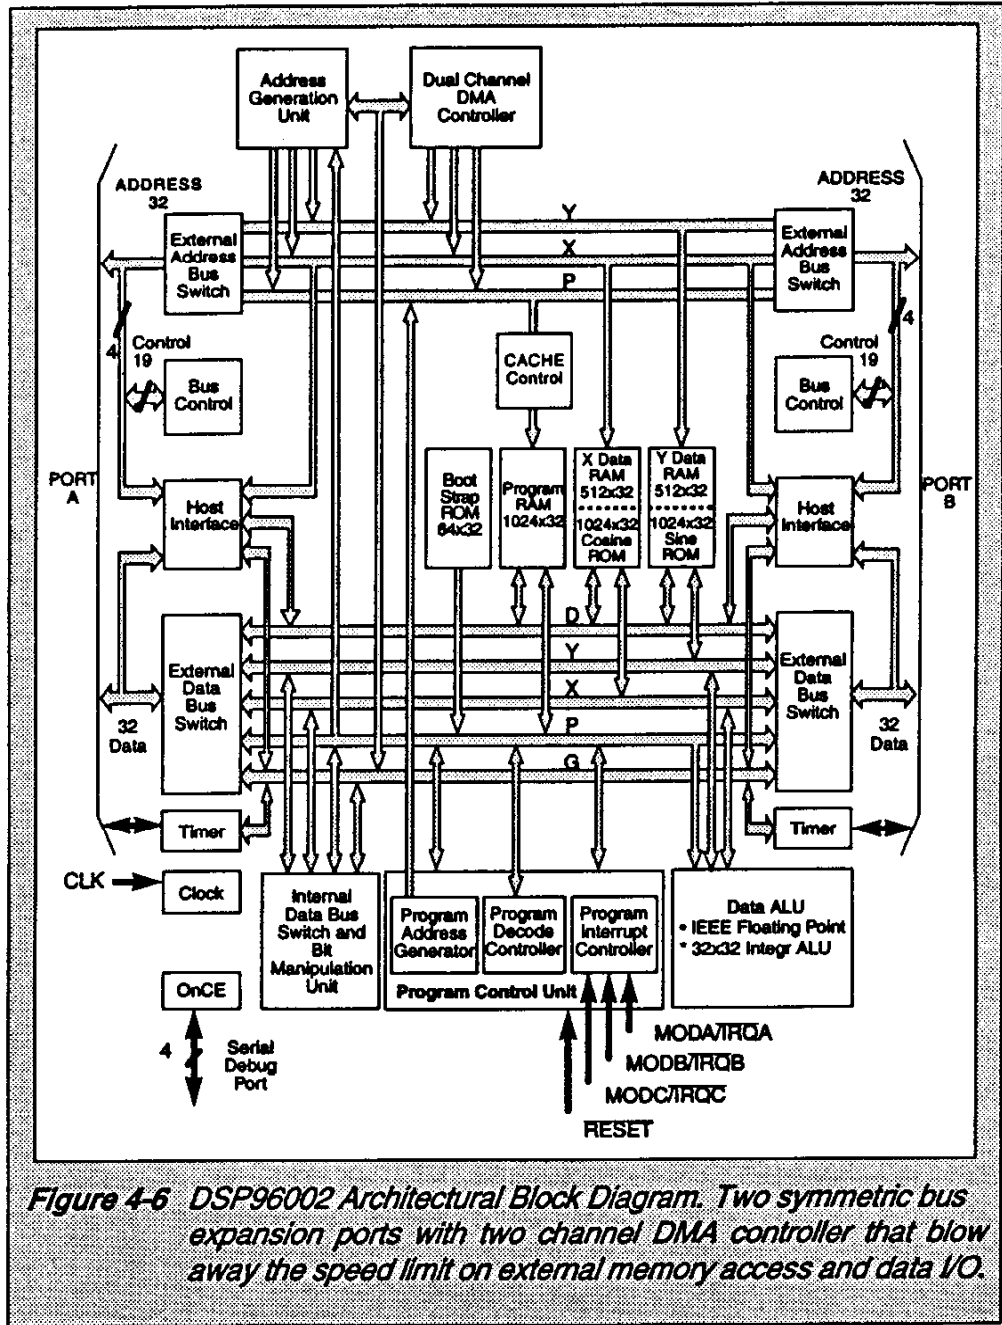 Address
Generation
Unit
Dual Channel
DMA
Controller
ADDRESS
32
ADDRESS
32
External
Address
Bus
Switch
Y
X
P
External
Address
Bus
Switch
4
Control
19
Bus
Control
CACHE
Control
4
Control
19
Bus
Control
PORT
A
Host
Interface
Boot
Strap
ROM
64x32
Program
RAM
1024x32
X Data
RAM
512x32
1024x32
Cosine
ROM
Y Data
RAM
512x32
1024x32
Sine
ROM
Host
Interface
PORT
B
External
Data
Bus
Switch
D
Y
X
P
G
External
Data
Bus
Switch
32
Data
32
Data
Timer
Timer
CLK
Clock
OnCE
4
Serial
Debug
Port
Internal
Data Bus
Switch and
Bit
Manipulation
Unit
Program
Address
Generator
Program
Decode
Controller
Program
Interrupt
Controller
Program Control Unit
Data ALU
• IEEE Floating Point
* 32x32 Integr ALU
MODA/IRQA
MODB/IRQB
MODC/IRQC
RESET
Figure 4-6 DSP96002 Architectural Block Diagram. Two symmetric bus
expansion ports with two channel DMA controller that blow
away the speed limit on external memory access and data I/O.